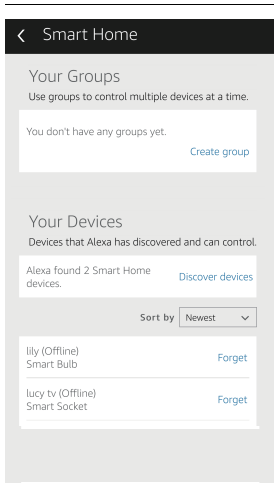 Smart Home
Your Groups
Use groups to control multiple devices at a time.
You don't have any groups yet.
Create group
Your Devices
Devices that Alexa has discovered and can control.
Alexa found 2 Smart Home
devices.
Discover devices
Sort by Newest
lily (Offline)
Smart Bulb
Forget
lucy tv (Offline)
Smart Socket
Forget